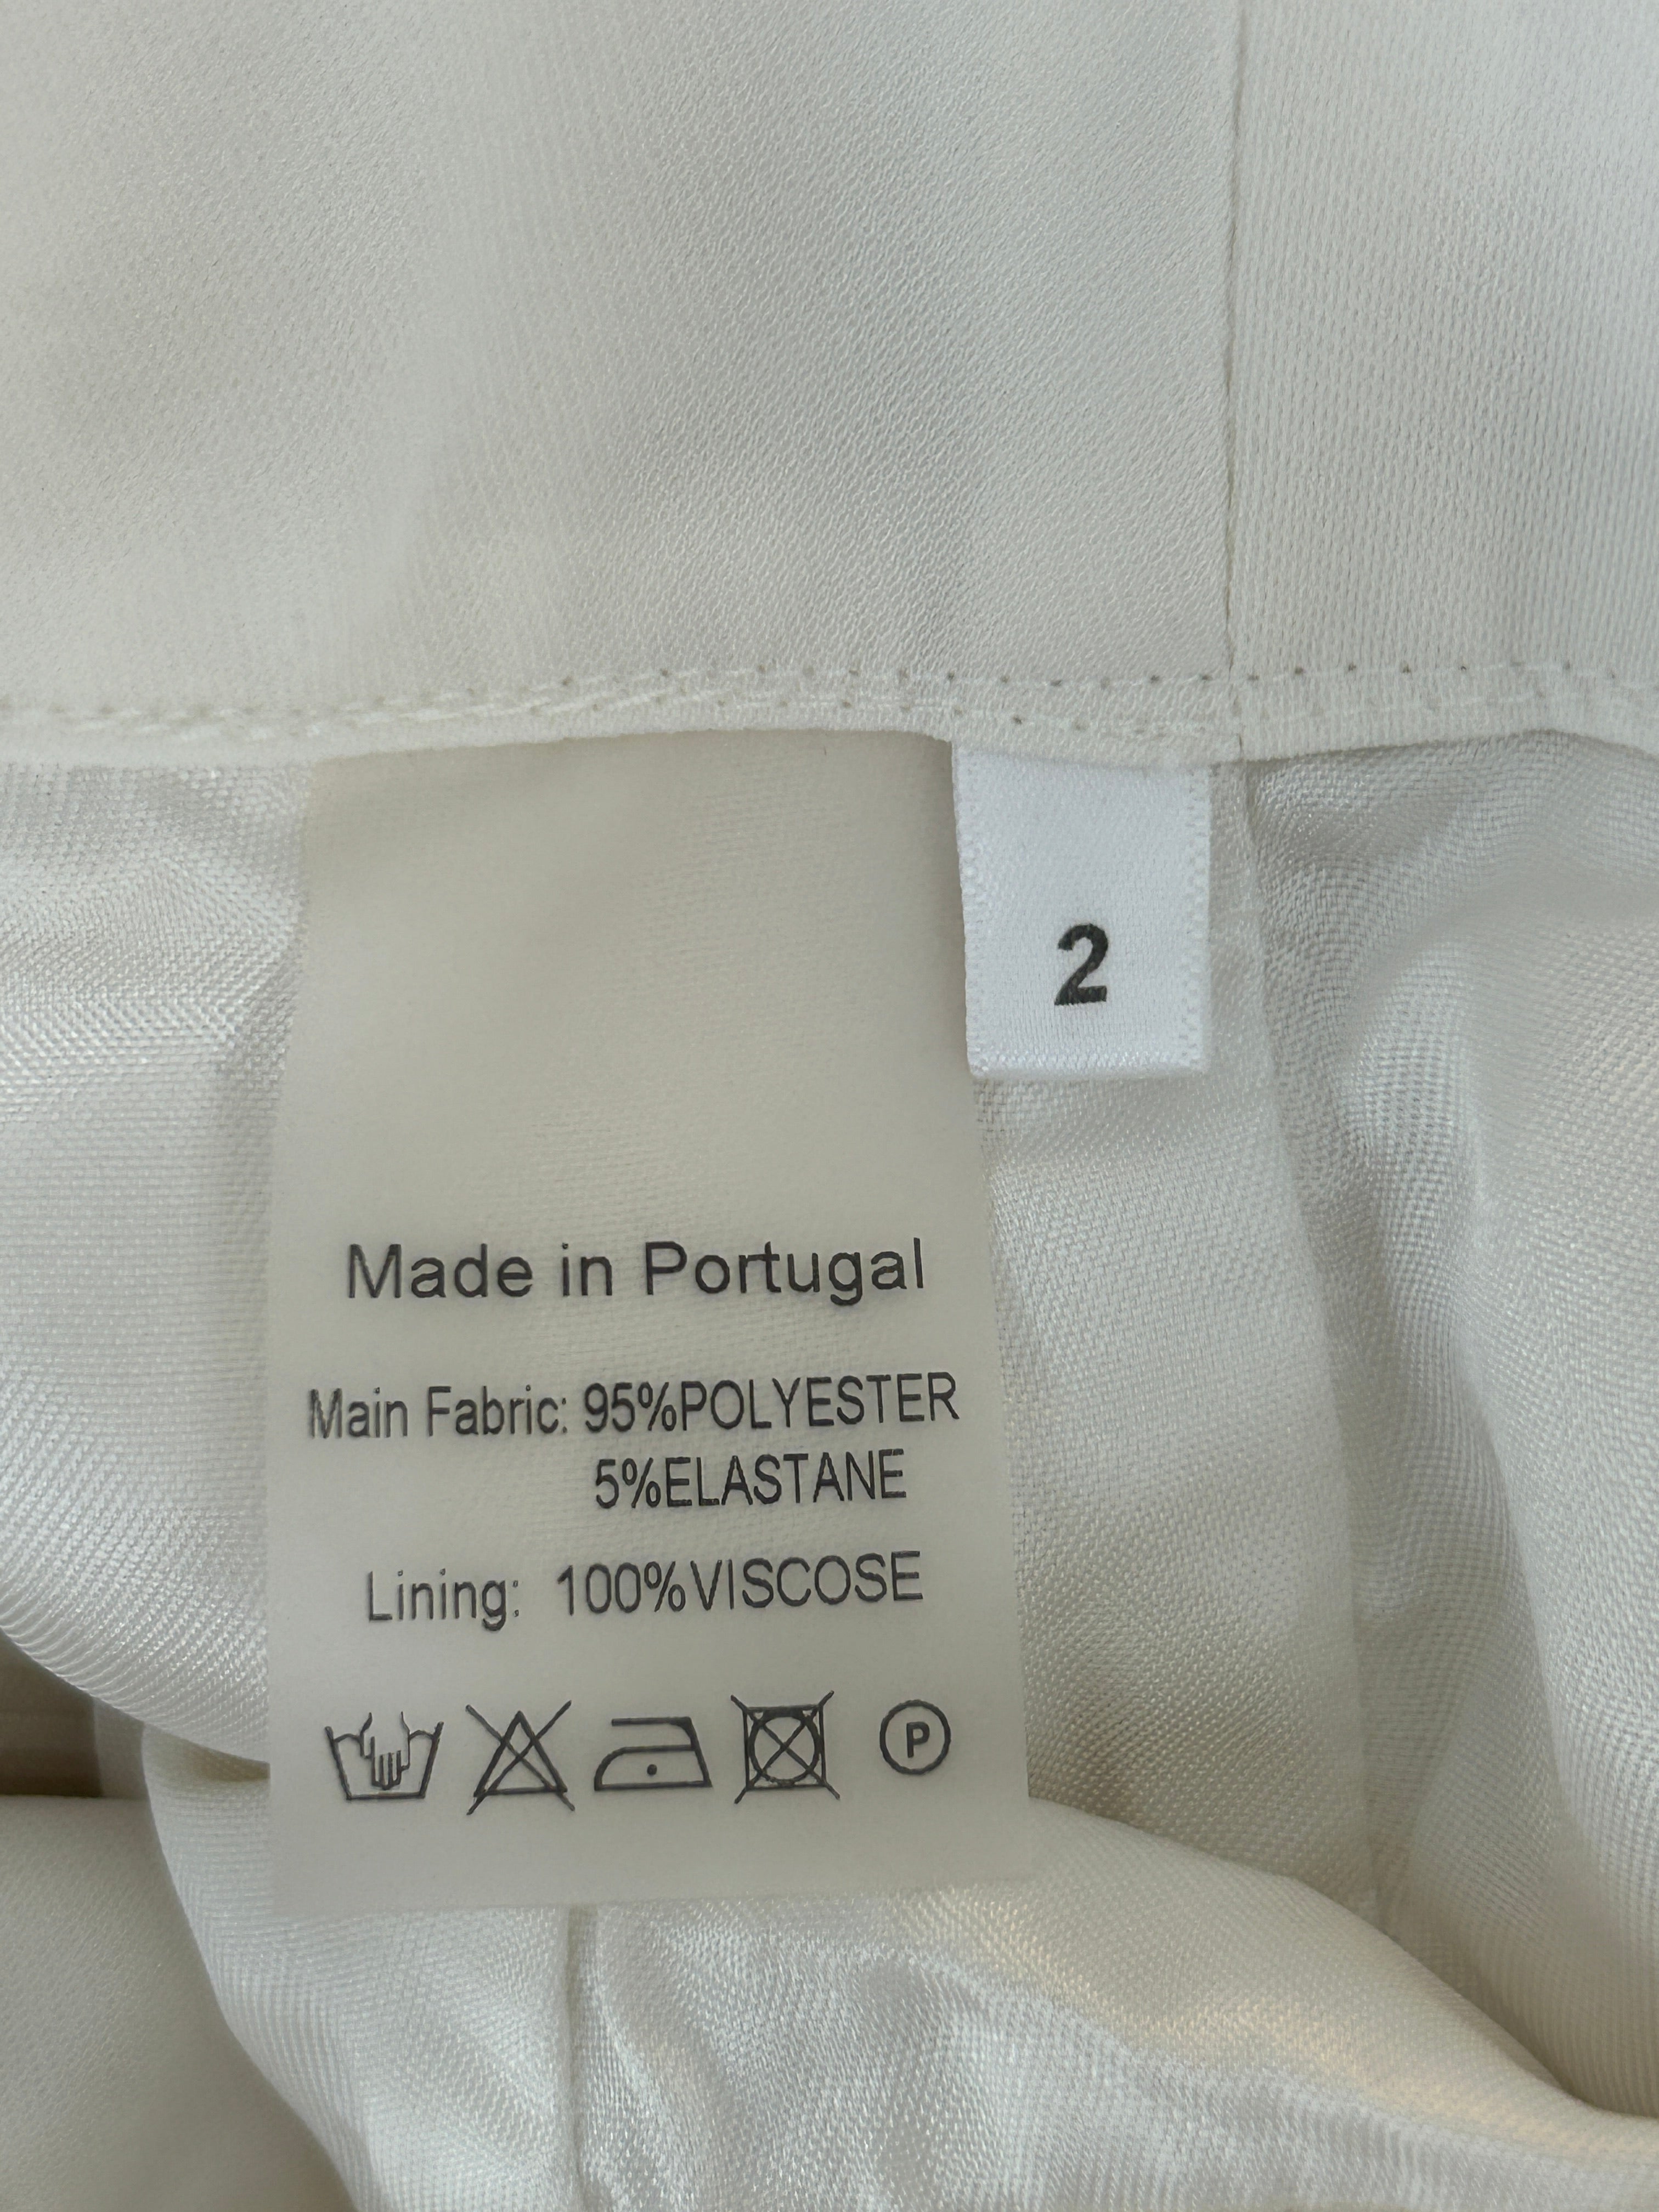 2
Made in Portugal
Main Fabric: 95%POLYESTER
5%ELASTANE
Lining: 100%VISCOSE
P